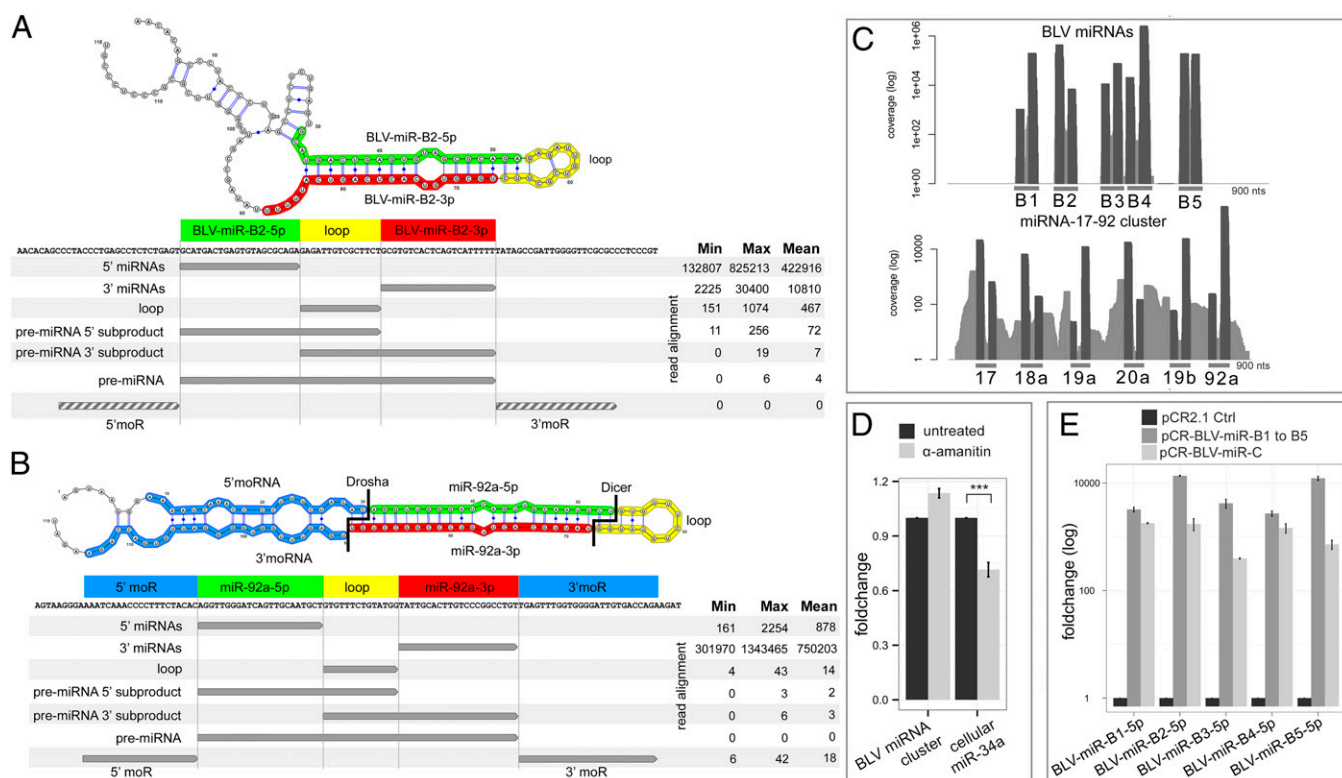 A
BLV-miR-B2-5p
loop
BLV-miR-B2-3p
BLV-miR-B2-5p loop BLV-miR-B2-3p
Min Max Mean
AACACAGCCCTACCCTGAGCCTCTCTGAGTGCATGACTGAGTGTAGCGCAGAGAGATTGTCGCTTCTGCGTGTCACTCAGTCATTTTTTATAGCCGATTGGGGTTCGCGCCCTCCCGT
5' miRNAs 132807 825213 422916
3' miRNAs 2225 30400 10810
loop 151 1074 467
pre-miRNA 5' subproduct 11 256 72
pre-miRNA 3' subproduct 0 19 7
pre-miRNA 0 6 4
0 0 0
5'moR 3'moR
read alignment
B
5'moRNA
Drosha
miR-92a-5p
Dicer
loop
3'moRNA
miR-92a-3p
5' moR miR-92a-5p loop miR-92a-3p 3'moR
AGTAAGGGAAAATCAAACCCCTTTCTACACAGGTTGGGATCAGTTGCAATGCTGTGTTTCTGTATGGTATTGCACTTGTCCCGGCCTGTTGAGTTTGGTGGGGATTGTGACCAGAAGAT
Min Max Mean
5' miRNAs 161 2254 878
3' miRNAs 301970 1343465 750203
loop 4 43 14
pre-miRNA 5' subproduct 0 3 2
pre-miRNA 3' subproduct 0 6 3
pre-miRNA 0 0 0
6 42 18
5' moR 3' moR
read alignment
C
BLV miRNAs
coverage (log)
1e+06
1e+04
1e+02
1e+00
900 nts
B1 B2 B3 B4 B5
miRNA-17-92 cluster
coverage (log)
1000
100
1
900 nts
17 18a 19a 20a 19b 92a
D
untreated
α-amanitin
foldchange
1.2
0.9
0.6
0.3
0.0
***
BLV miRNA cluster
cellular miR-34a
E
pCR2.1 Ctrl
pCR-BLV-miR-B1 to B5
pCR-BLV-miR-C
foldchange (log)
10000
100
1
BLV-miR-B1-5p
BLV-miR-B2-5p
BLV-miR-B3-5p
BLV-miR-B4-5p
BLV-miR-B5-5p